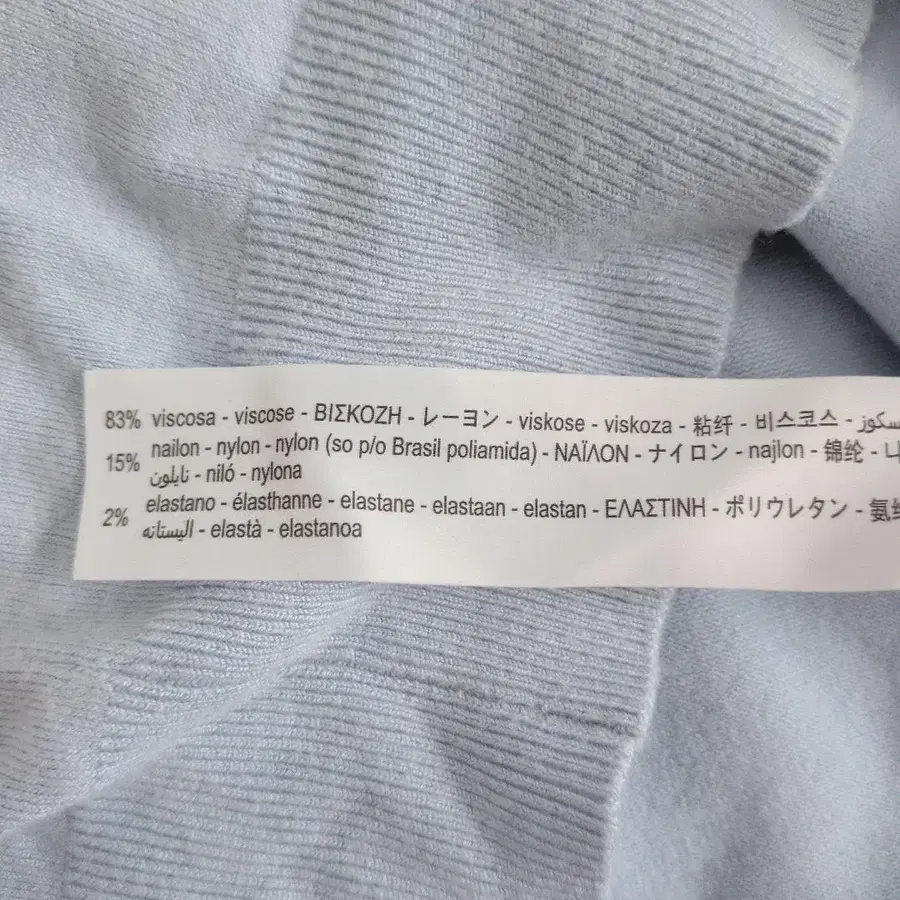 83% viscosa - viscose - ΒΙΣΚΟΖΗ - レーヨン - viskose - viskoza - 粘纤 - 비스코스 -
15% nailon - nylon - nylon (so p/o Brasil poliamida) - ΝΑΪΛΟΝ - ナイロン - najlon - 锦纶 -
نايلون - niló - nylona
2% elastano - élasthanne - elastane - elastaan - elastan - ΕΛΑΣΤΙΝΗ - ポリウレタン -
اليستانه - elastà - elastanoa